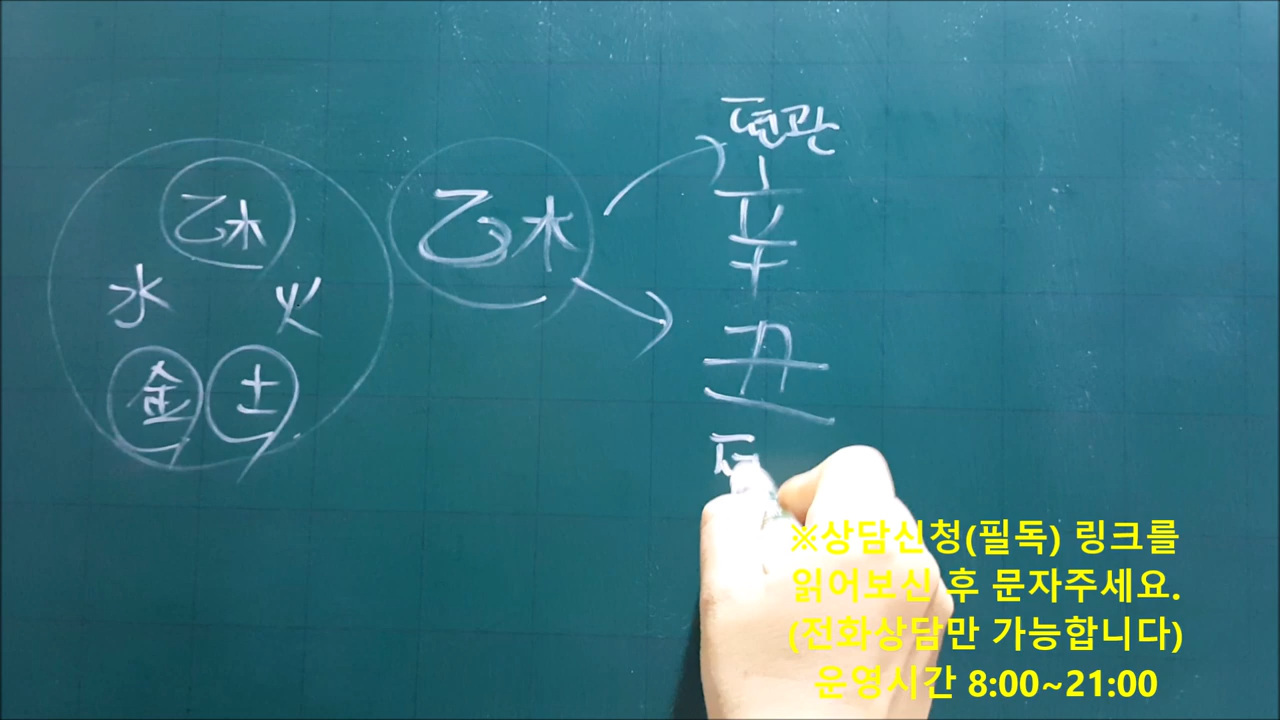 乙木
水 火
金 土
乙木
편관
辛
丑
※상담신청(필독) 링크를
읽어보신 후 문자주세요.
(전화상담만 가능합니다)
운영시간 8:00~21:00